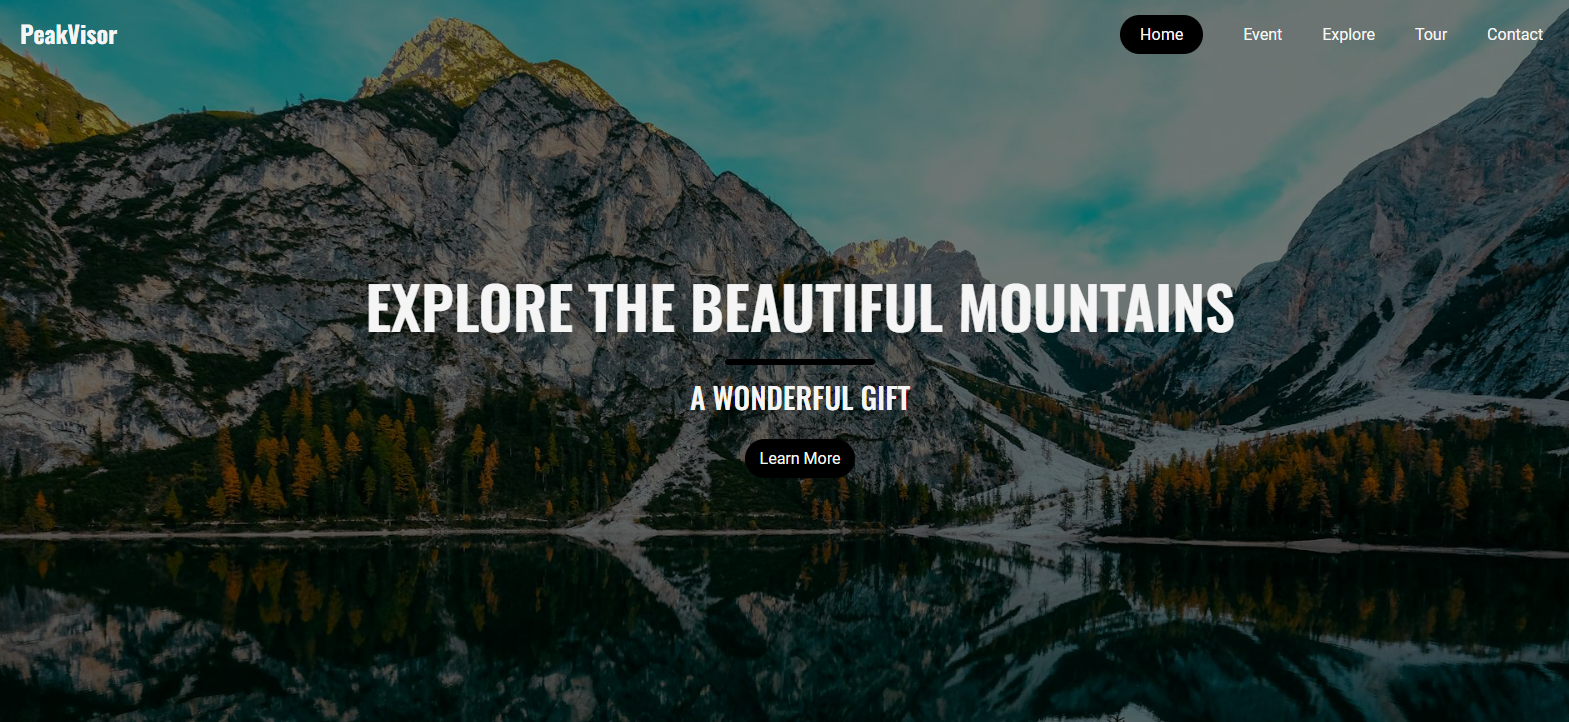 PeakVisor
Home Event Explore Tour Contact
EXPLORE THE BEAUTIFUL MOUNTAINS
A WONDERFUL GIFT
Learn More